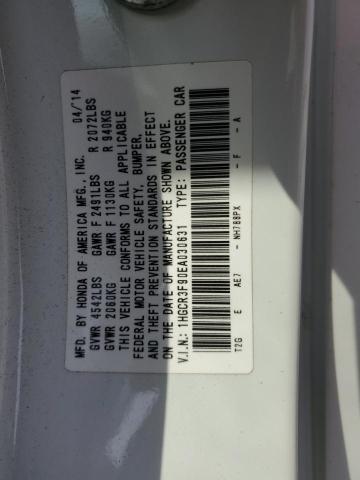 MFD. BY HONDA OF AMERICA MFG., INC. 04/'14
GVWR 4542LBS GAWR F 2491LBS R 2072LBS
GVWR 2060KG GAWR F 1130KG R 940KG
THIS VEHICLE CONFORMS TO ALL APPLICABLE
FEDERAL MOTOR VEHICLE SAFETY, BUMPER,
AND THEFT PREVENTION STANDARDS IN EFFECT
ON THE DATE OF MANUFACTURE SHOWN ABOVE.
V.I.N.: 1HGCR3F90EA030631 TYPE: PASSENGER CAR
T2G E AE7 - NH788PX - F - A